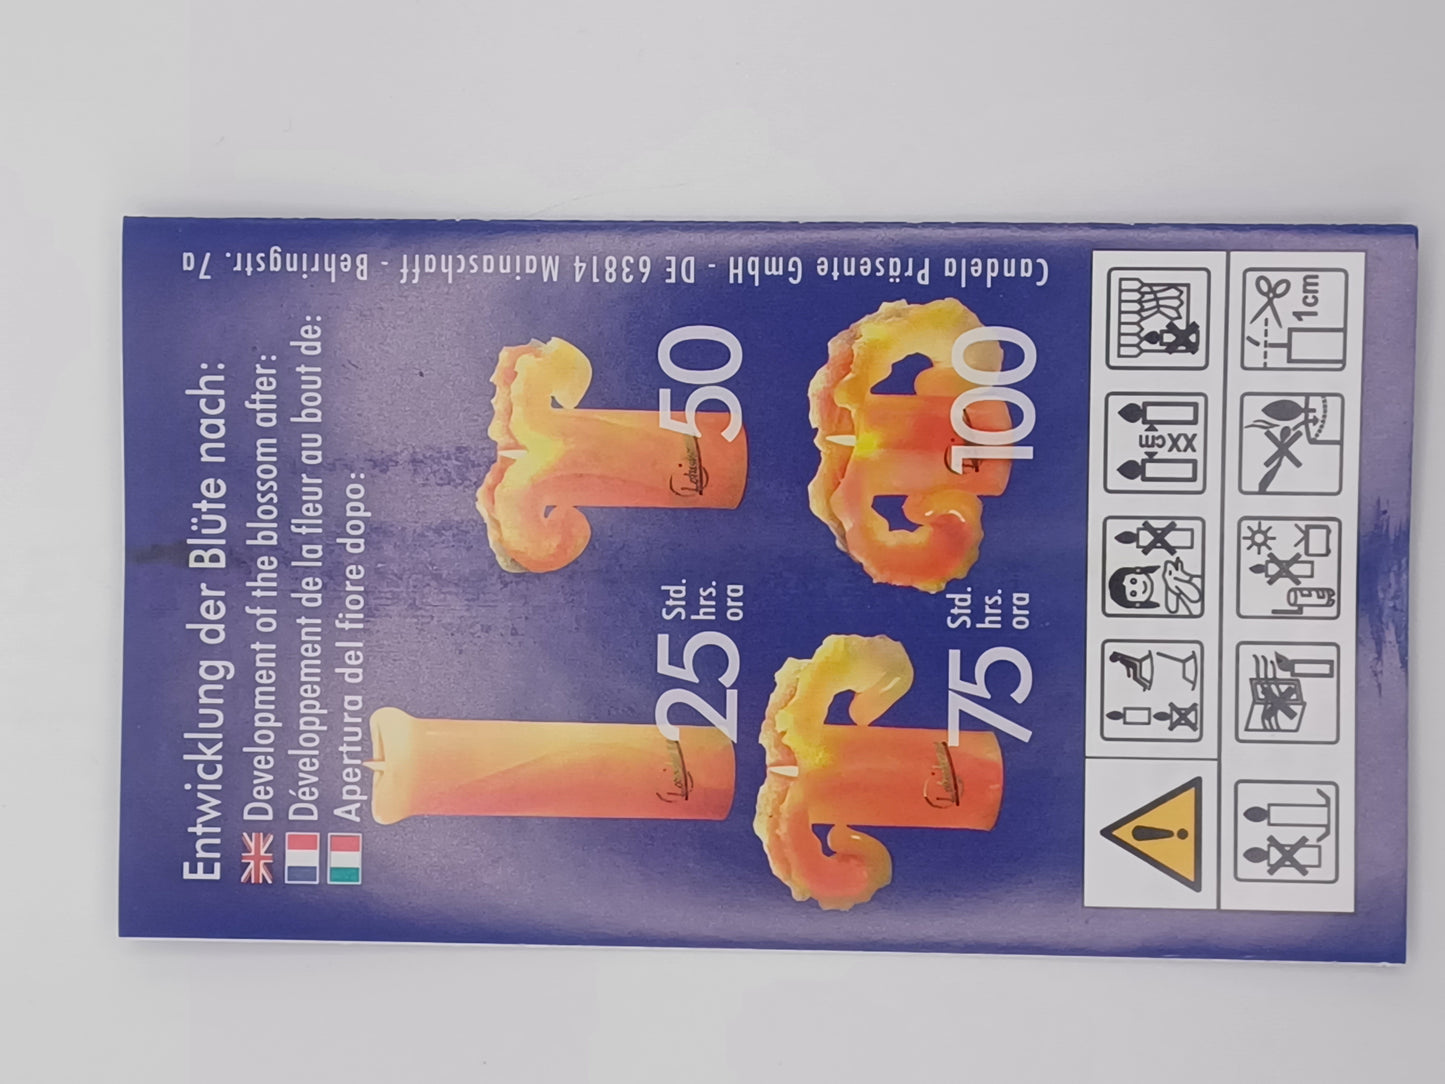 Entwicklung der Blüte nach:
Development of the blossom after:
Développement de la fleur au bout de:
Apertura del fiore dopo:
25 Std.
hrs.
ora
50
75 Std.
hrs.
ora
100
Candela Präsente GmbH - DE 63814 Mainaschaff - Behringstr. 7a
XX
cm
1cm